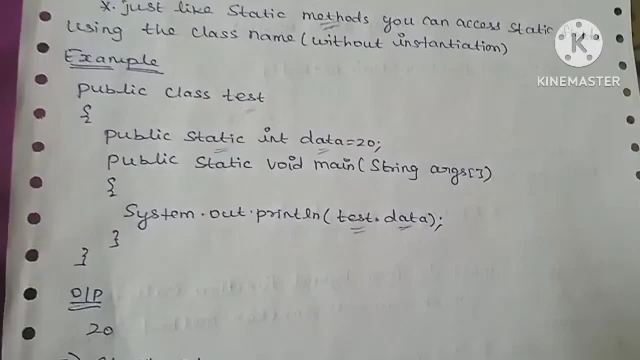 *. just like Static methods you can access static
using the class name (without instantiation)
Example
public class test
{
public static int data=20;
public static void main(String args[])
{
System.out.println(test.data);
}
}
O/P
20
K
KINEMASTER